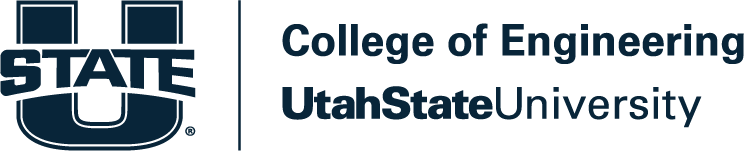 U
STATE
®
College of Engineering
UtahStateUniversity